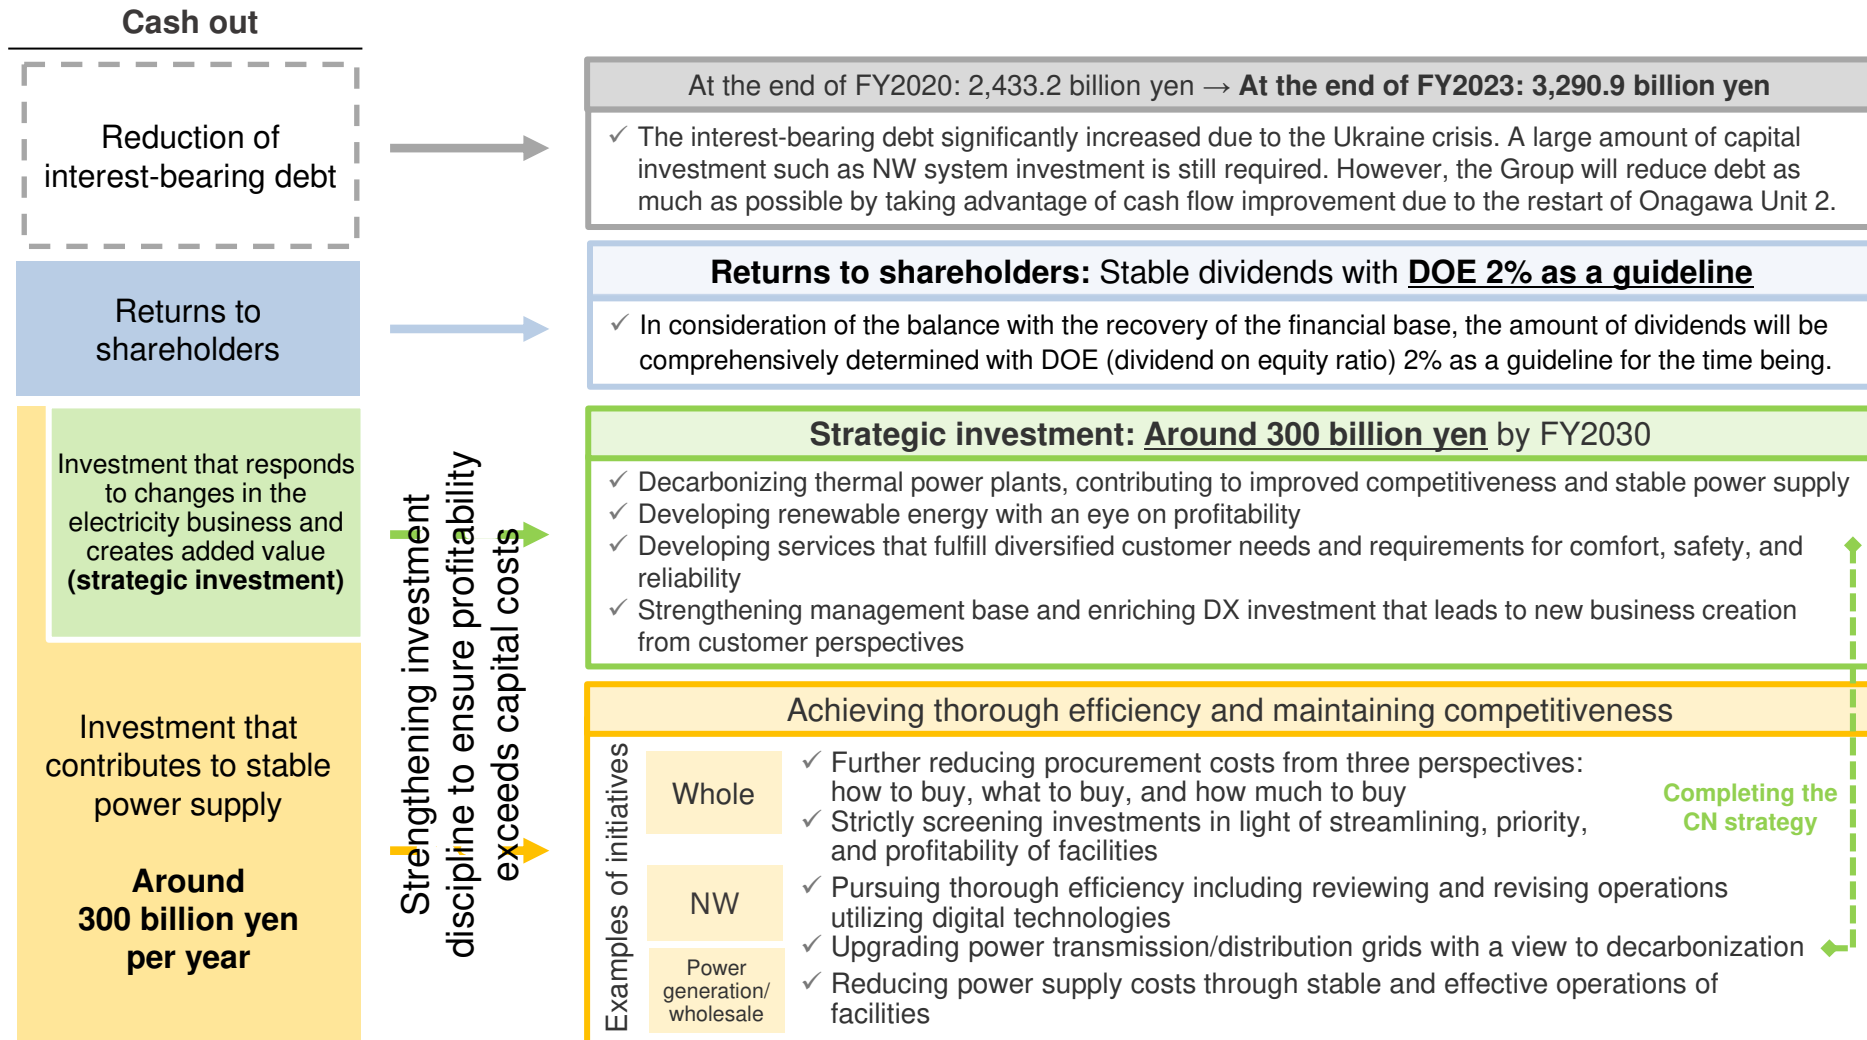 Cash out
Reduction of
interest-bearing debt
At the end of FY2020: 2,433.2 billion yen → At the end of FY2023: 3,290.9 billion yen
✓ The interest-bearing debt significantly increased due to the Ukraine crisis. A large amount of capital
investment such as NW system investment is still required. However, the Group will reduce debt as
much as possible by taking advantage of cash flow improvement due to the restart of Onagawa Unit 2.
Returns to
shareholders
Returns to shareholders: Stable dividends with DOE 2% as a guideline
✓ In consideration of the balance with the recovery of the financial base, the amount of dividends will be
comprehensively determined with DOE (dividend on equity ratio) 2% as a guideline for the time being.
Investment that responds
to changes in the
electricity business and
creates added value
(strategic investment)
Investment that
contributes to stable
power supply
Around
300 billion yen
per year
Strengthening investment
discipline to ensure profitability
exceeds capital costs
Strategic investment: Around 300 billion yen by FY2030
✓ Decarbonizing thermal power plants, contributing to improved competitiveness and stable power supply
✓ Developing renewable energy with an eye on profitability
✓ Developing services that fulfill diversified customer needs and requirements for comfort, safety, and
reliability
✓ Strengthening management base and enriching DX investment that leads to new business creation
from customer perspectives
Achieving thorough efficiency and maintaining competitiveness
Examples of initiatives
Whole
✓ Further reducing procurement costs from three perspectives:
how to buy, what to buy, and how much to buy
✓ Strictly screening investments in light of streamlining, priority,
and profitability of facilities
Completing the
CN strategy
NW
✓ Pursuing thorough efficiency including reviewing and revising operations
utilizing digital technologies
✓ Upgrading power transmission/distribution grids with a view to decarbonization
Power
generation/
wholesale
✓ Reducing power supply costs through stable and effective operations of
facilities